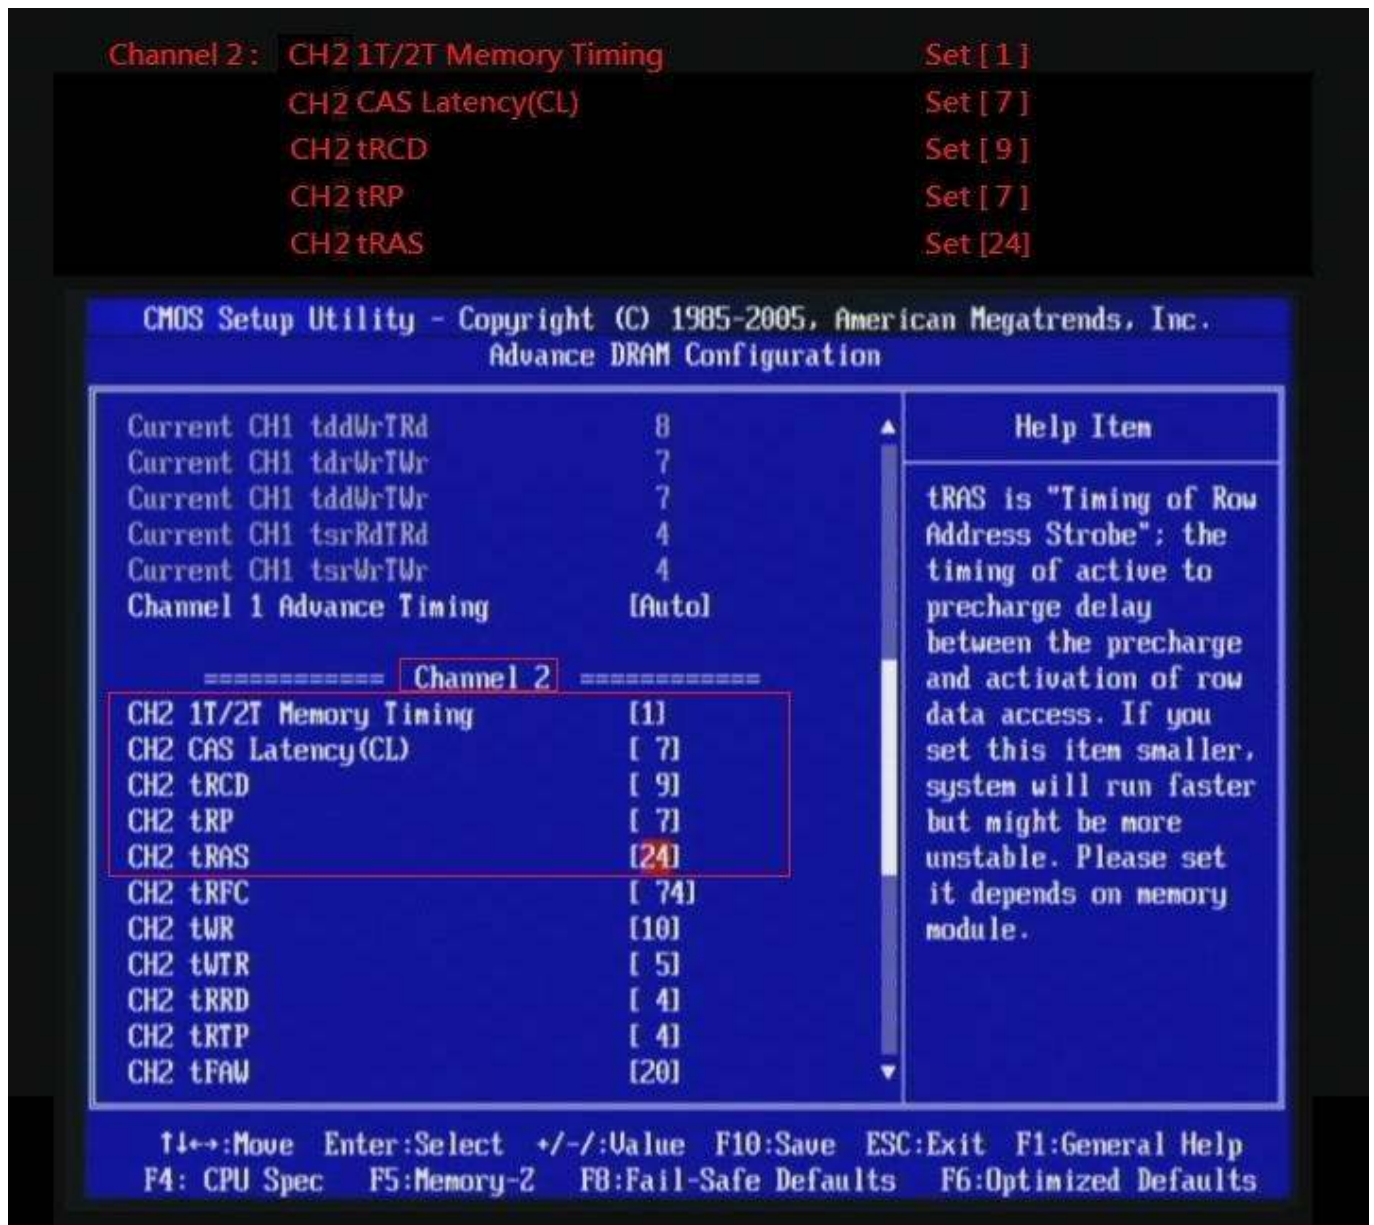 Channel 2 : CH2 1T/2T Memory Timing Set [ 1 ]
CH2 CAS Latency(CL) Set [ 7 ]
CH2 tRCD Set [ 9 ]
CH2 tRP Set [ 7 ]
CH2 tRAS Set [24]
CMOS Setup Utility - Copyright (C) 1985-2005, American Megatrends, Inc.
Advance DRAM Configuration
Current CH1 tddWrTRd 8
Current CH1 tdrWrTWr 7
Current CH1 tddWrTWr 7
Current CH1 tsrRdTRd 4
Current CH1 tsrWrTWr 4
Channel 1 Advance Timing [Auto]
============ Channel 2 ============
CH2 1T/2T Memory Timing [1]
CH2 CAS Latency(CL) [ 7]
CH2 tRCD [ 9]
CH2 tRP [ 7]
CH2 tRAS [24]
CH2 tRFC [ 74]
CH2 tWR [10]
CH2 tWTR [ 5]
CH2 tRRD [ 4]
CH2 tRTP [ 4]
CH2 tFAW [20]
Help Item
tRAS is "Timing of Row
Address Strobe"; the
timing of active to
precharge delay
between the precharge
and activation of row
data access. If you
set this item smaller,
system will run faster
but might be more
unstable. Please set
it depends on memory
module.
↑↓←→:Move Enter:Select +/-/:Value F10:Save ESC:Exit F1:General Help
F4: CPU Spec F5:Memory-Z F8:Fail-Safe Defaults F6:Optimized Defaults